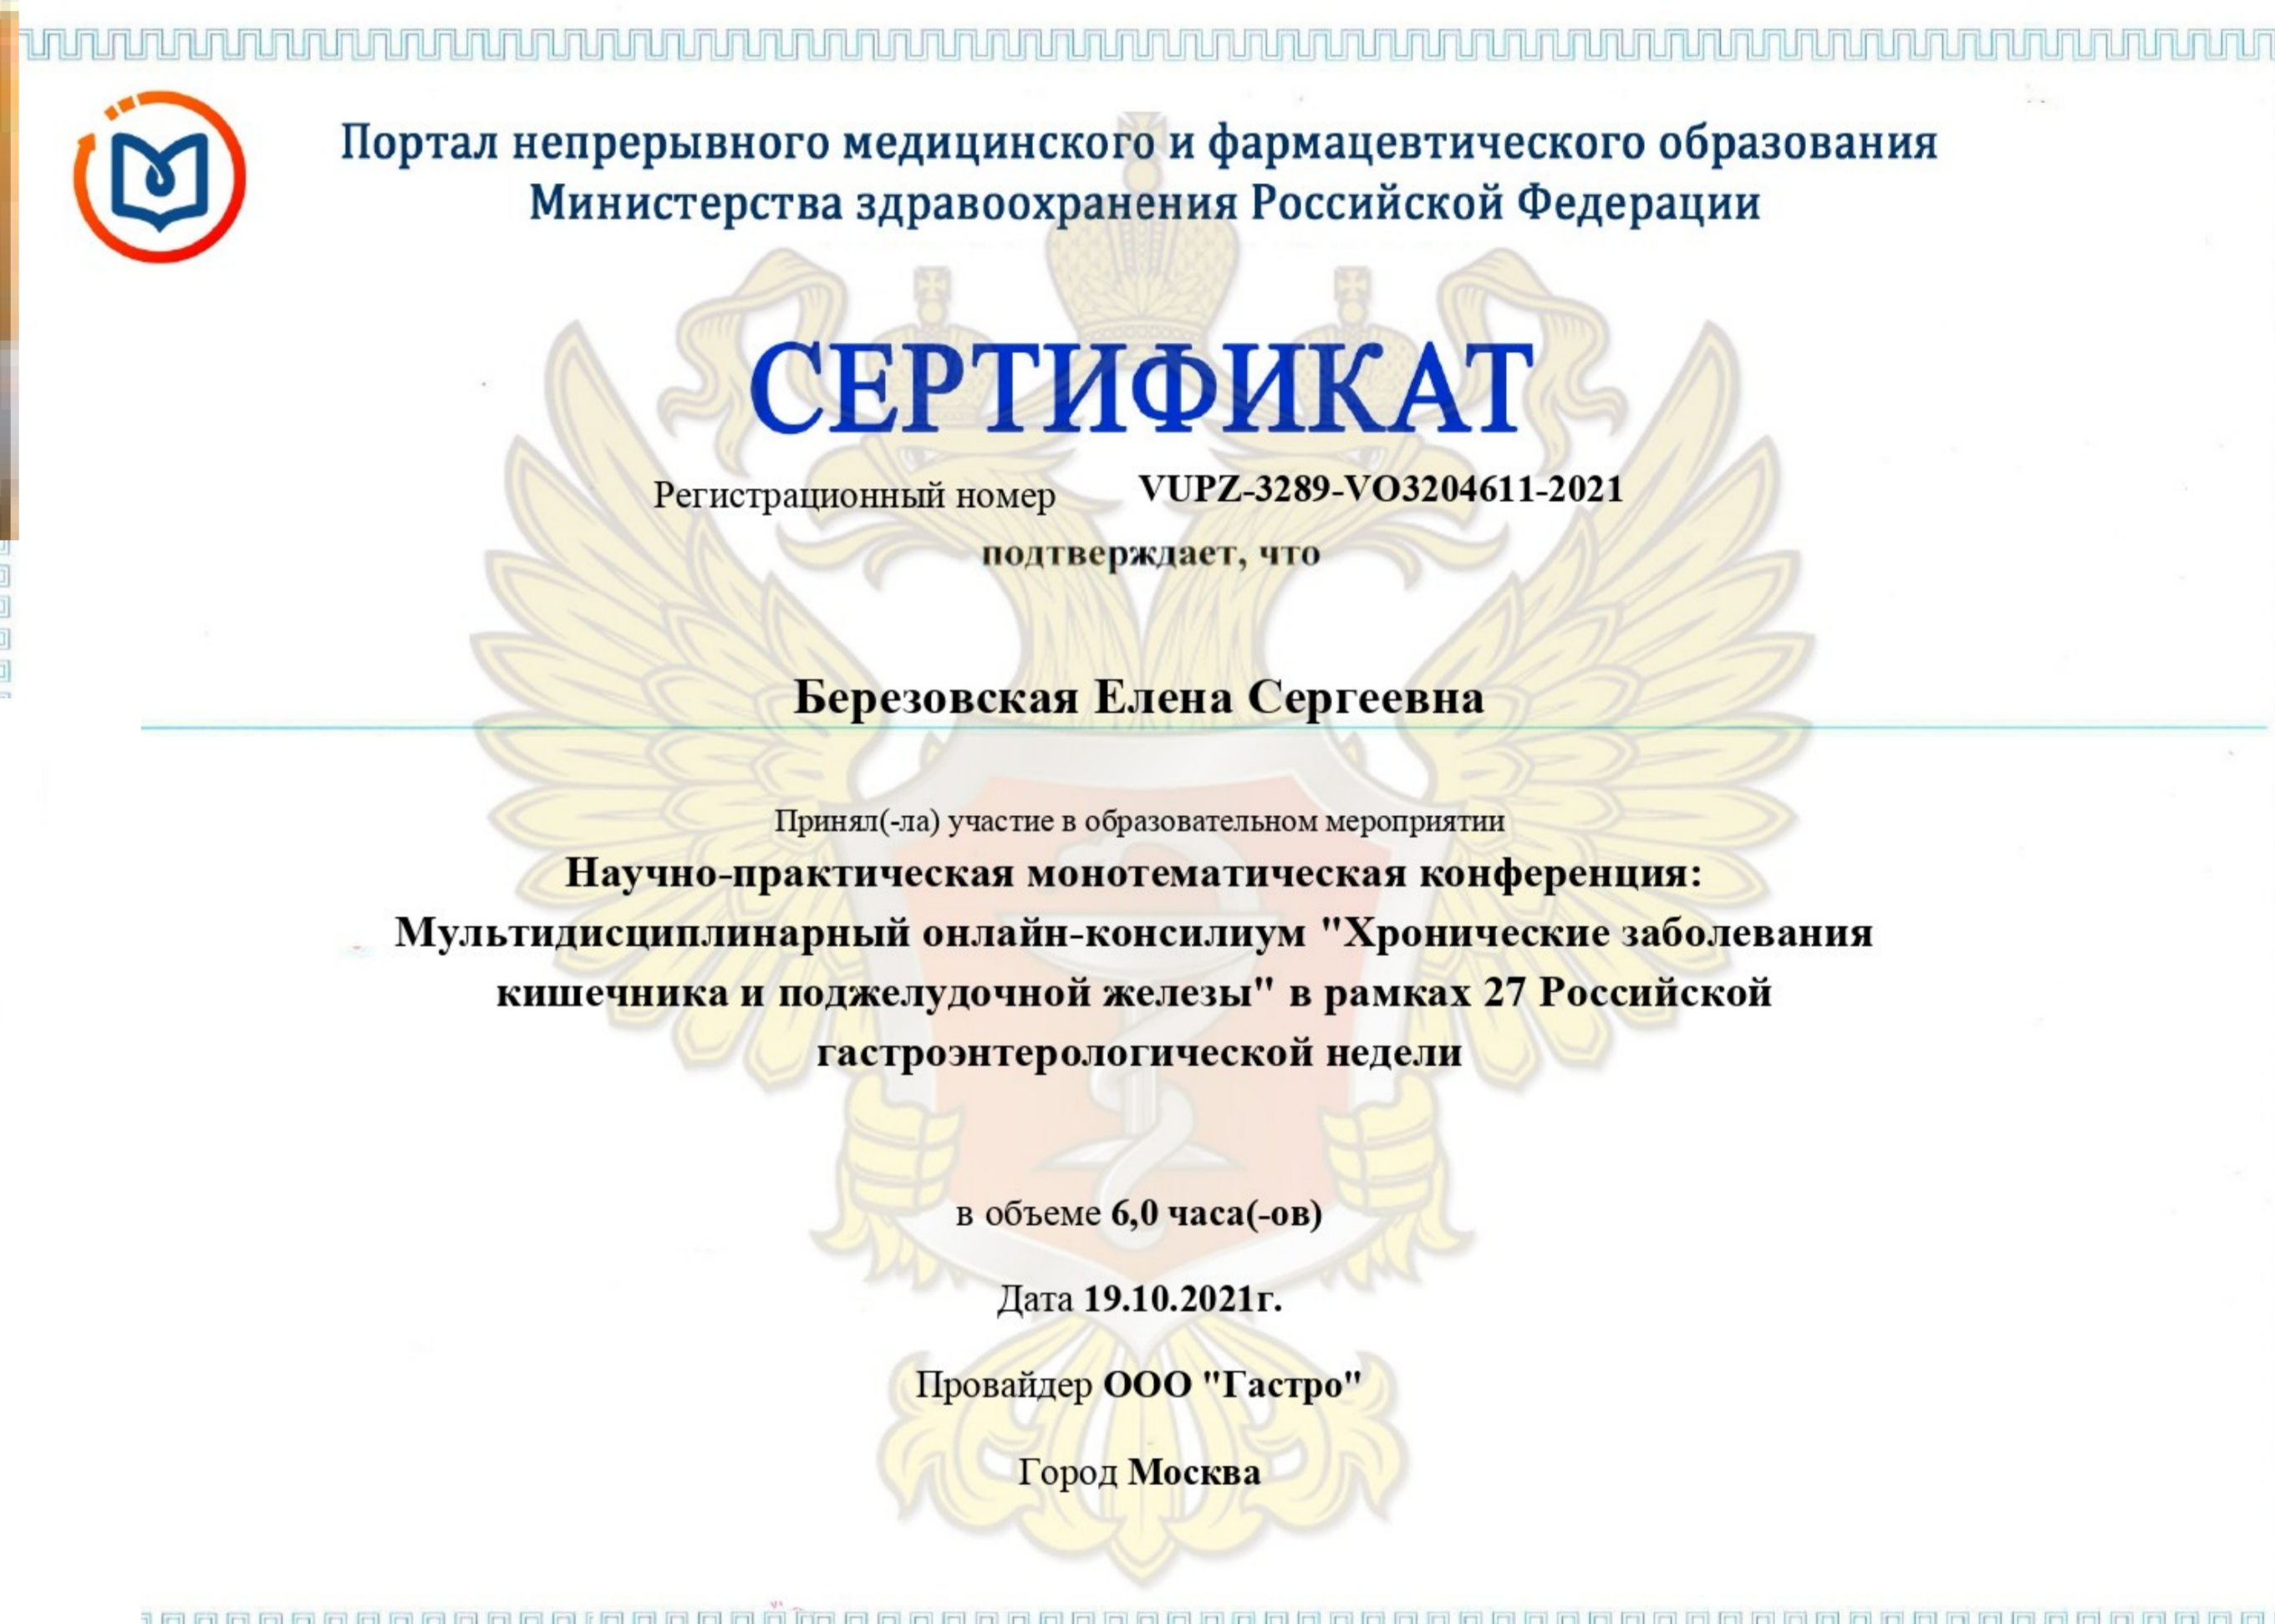 Портал непрерывного медицинского и фармацевтического образования
Министерства здравоохранения Российской Федерации
СЕРТИФИКАТ
Регистрационный номер VUPZ-3289-VO3204611-2021
подтверждает, что
Березовская Елена Сергеевна
Принял(-ла) участие в образовательном мероприятии
Научно-практическая монотематическая конференция:
Мультидисциплинарный онлайн-консилиум "Хронические заболевания
кишечника и поджелудочной железы" в рамках 27 Российской
гастроэнтерологической недели
в объеме 6,0 часа(-ов)
Дата 19.10.2021г.
Провайдер ООО "Гастро"
Город Москва